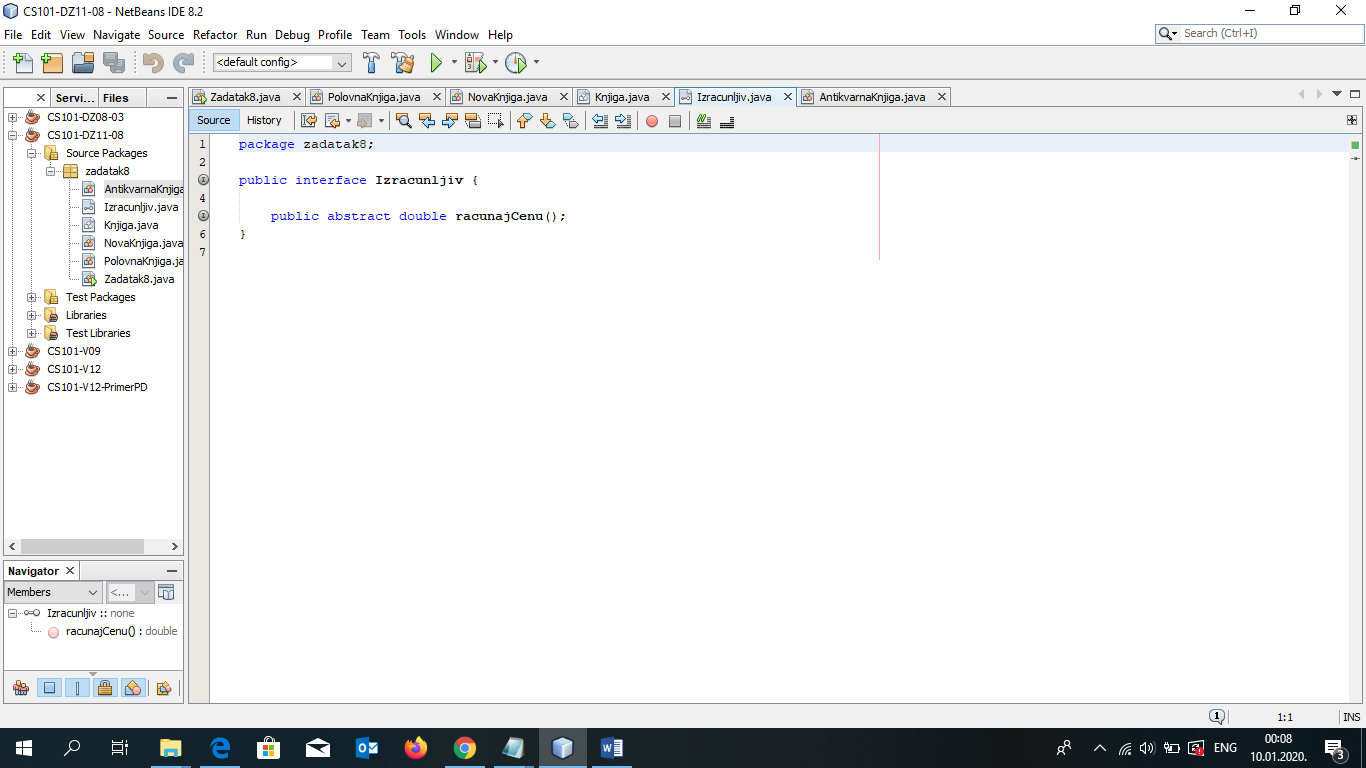 CS101-DZ11-08 - NetBeans IDE 8.2
File Edit View Navigate Source Refactor Run Debug Profile Team Tools Window Help
Search (Ctrl+I)
<default config>
Servi... Files
Zadatak8.java PolovnaKnjiga.java NovaKnjiga.java Knjiga.java Izracunljiv.java AntikvarnaKnjiga.java
Source History
CS101-DZ08-03
CS101-DZ11-08
Source Packages
zadatak8
AntikvarnaKnjiga
Izracunljiv.java
Knjiga.java
NovaKnjiga.java
PolovnaKnjiga.ja
Zadatak8.java
Test Packages
Libraries
Test Libraries
CS101-V09
CS101-V12
CS101-V12-PrimerPD
1 package zadatak8;
2
public interface Izracunljiv {
4
public abstract double racunajCenu();
6 }
7
Navigator
Members <...
Izracunljiv :: none
racunajCenu() : double
1 1:1 INS
ENG 00:08
10.01.2020. 3